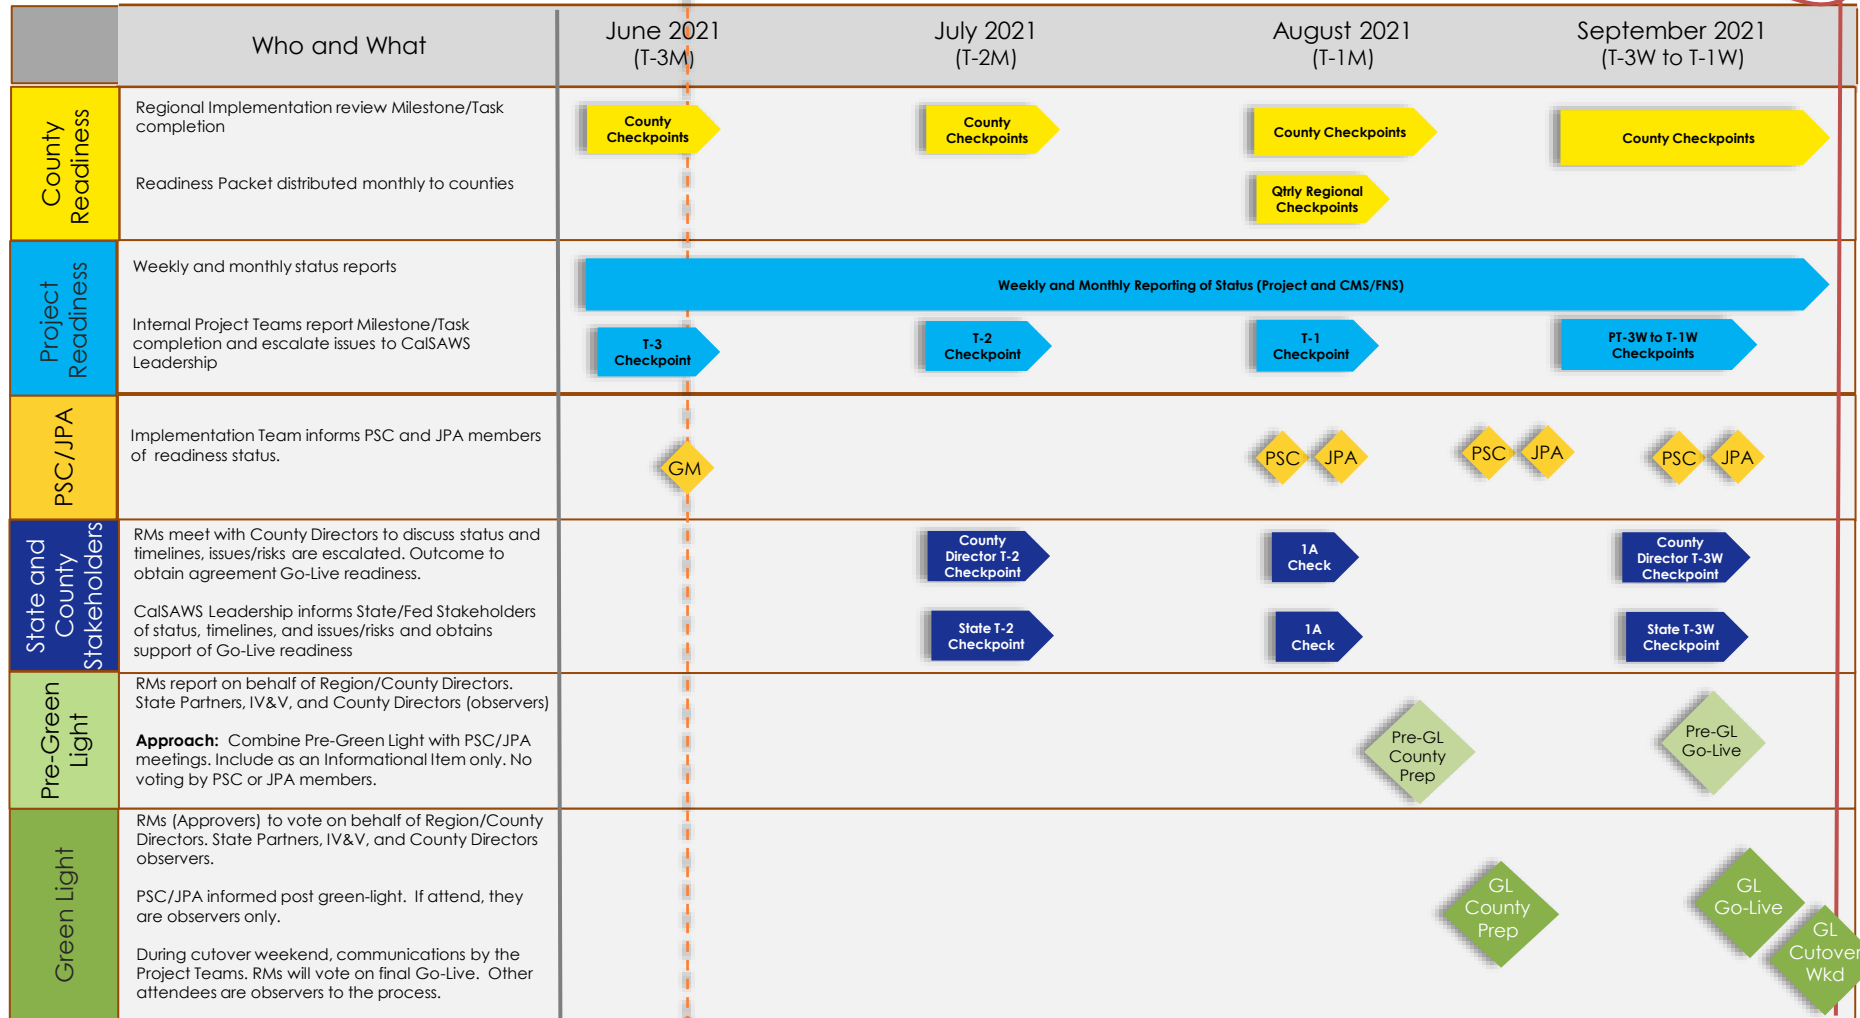 Who and What
June 2021
(T-3M)
July 2021
(T-2M)
August 2021
(T-1M)
September 2021
(T-3W to T-1W)
County
Readiness
Regional Implementation review Milestone/Task
completion
Readiness Packet distributed monthly to counties
County
Checkpoints
County
Checkpoints
County Checkpoints
County Checkpoints
Qtrly Regional
Checkpoints
Project
Readiness
Weekly and monthly status reports
Internal Project Teams report Milestone/Task
completion and escalate issues to CalSAWS
Leadership
Weekly and Monthly Reporting of Status (Project and CMS/FNS)
T-3
Checkpoint
T-2
Checkpoint
T-1
Checkpoint
PT-3W to T-1W
Checkpoints
PSC/JPA
Implementation Team informs PSC and JPA members
of readiness status.
GM
PSC
JPA
PSC
JPA
PSC
JPA
State and
County
Stakeholders
RMs meet with County Directors to discuss status and
timelines, issues/risks are escalated. Outcome to
obtain agreement Go-Live readiness.
CalSAWS Leadership informs State/Fed Stakeholders
of status, timelines, and issues/risks and obtains
support of Go-Live readiness
County
Director T-2
Checkpoint
1A
Check
County
Director T-3W
Checkpoint
State T-2
Checkpoint
1A
Check
State T-3W
Checkpoint
Pre-Green
Light
RMs report on behalf of Region/County Directors.
State Partners, IV&V, and County Directors (observers)
Approach: Combine Pre-Green Light with PSC/JPA
meetings. Include as an Informational Item only. No
voting by PSC or JPA members.
Pre-GL
County
Prep
Pre-GL
Go-Live
Green Light
RMs (Approvers) to vote on behalf of Region/County
Directors. State Partners, IV&V, and County Directors
observers.
PSC/JPA informed post green-light. If attend, they
are observers only.
During cutover weekend, communications by the
Project Teams. RMs will vote on final Go-Live. Other
attendees are observers to the process.
GL
County
Prep
GL
Go-Live
GL
Cutover
Wkd